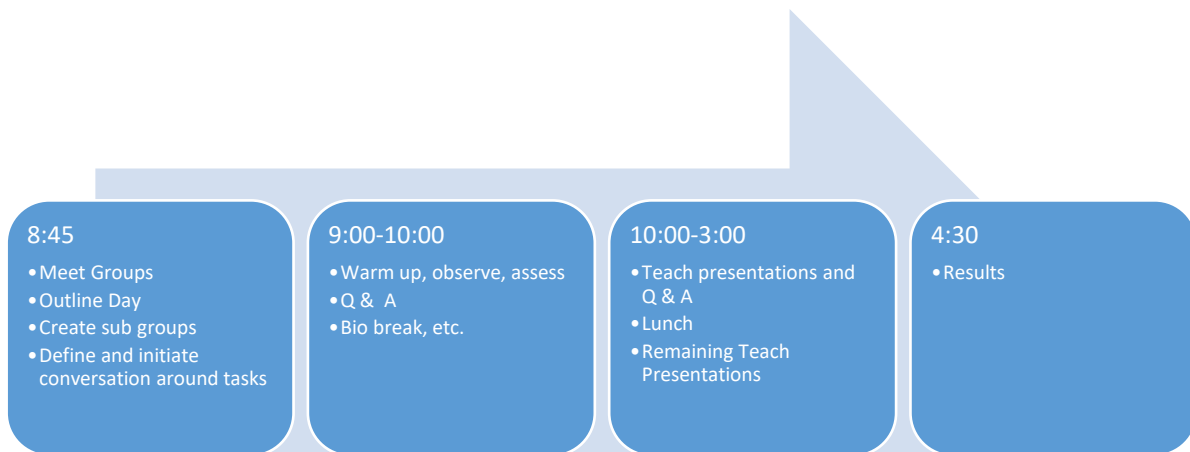 8:45
•Meet Groups
•Outline Day
•Create sub groups
•Define and initiate
conversation around tasks
9:00-10:00
•Warm up, observe, assess
•Q & A
•Bio break, etc.
10:00-3:00
•Teach presentations and
Q & A
•Lunch
•Remaining Teach
Presentations
4:30
•Results